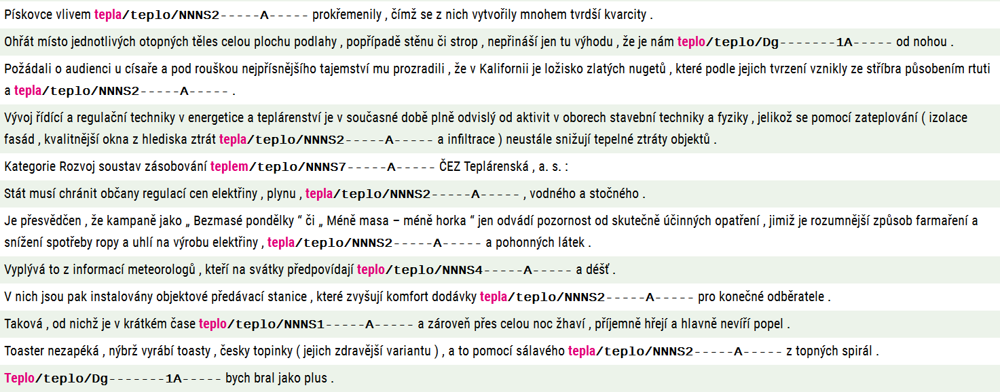 Pískovce vlivem tepla/teplo/NNNS2-----A----- prokřemenily , čímž se z nich vytvořily mnohem tvrdší kvarcity .
Ohřát místo jednotlivých otopných těles celou plochu podlahy , popřípadě stěnu či strop , nepřináší jen tu výhodu , že je nám teplo/teplo/Dg-------1A----- od nohou .
Požádali o audienci u císaře a pod rouškou nejpřísnějšího tajemství mu prozradili , že v Kalifornii je ložisko zlatých nugetů , které podle jejich tvrzení vznikly ze stříbra působením rtuti
a tepla/teplo/NNNS2-----A----- .
Vývoj řídící a regulační techniky v energetice a teplárenství je v současné době plně odvislý od aktivit v oborech stavební techniky a fyziky , jelikož se pomocí zateplování ( izolace
fasád , kvalitnější okna z hlediska ztrát tepla/teplo/NNNS2-----A----- a infiltrace ) neustále snižují tepelné ztráty objektů .
Kategorie Rozvoj soustav zásobování teplem/teplo/NNNS7-----A----- ČEZ Teplárenská , a. s. :
Stát musí chránit občany regulací cen elektřiny , plynu , tepla/teplo/NNNS2-----A----- , vodného a stočného .
Je přesvědčen , že kampaně jako „ Bezmasé pondělky “ či „ Méně masa – méně horka “ jen odvádí pozornost od skutečně účinných opatření , jimiž je rozumnější způsob farmaření a
snížení spotřeby ropy a uhlí na výrobu elektřiny , tepla/teplo/NNNS2-----A----- a pohonných látek .
Vyplývá to z informací meteorologů , kteří na svátky předpovídají teplo/teplo/NNNS4-----A----- a déšť .
V nich jsou pak instalovány objektové předávací stanice , které zvyšují komfort dodávky tepla/teplo/NNNS2-----A----- pro konečné odběratele .
Taková , od nichž je v krátkém čase teplo/teplo/NNNS1-----A----- a zároveň přes celou noc žhaví , příjemně hřejí a hlavně nevíří popel .
Toaster nezapéká , nýbrž vyrábí toasty , česky topinky ( jejich zdravější variantu ) , a to pomocí sálavého tepla/teplo/NNNS2-----A----- z topných spirál .
Teplo/teplo/Dg-------1A----- bych bral jako plus .